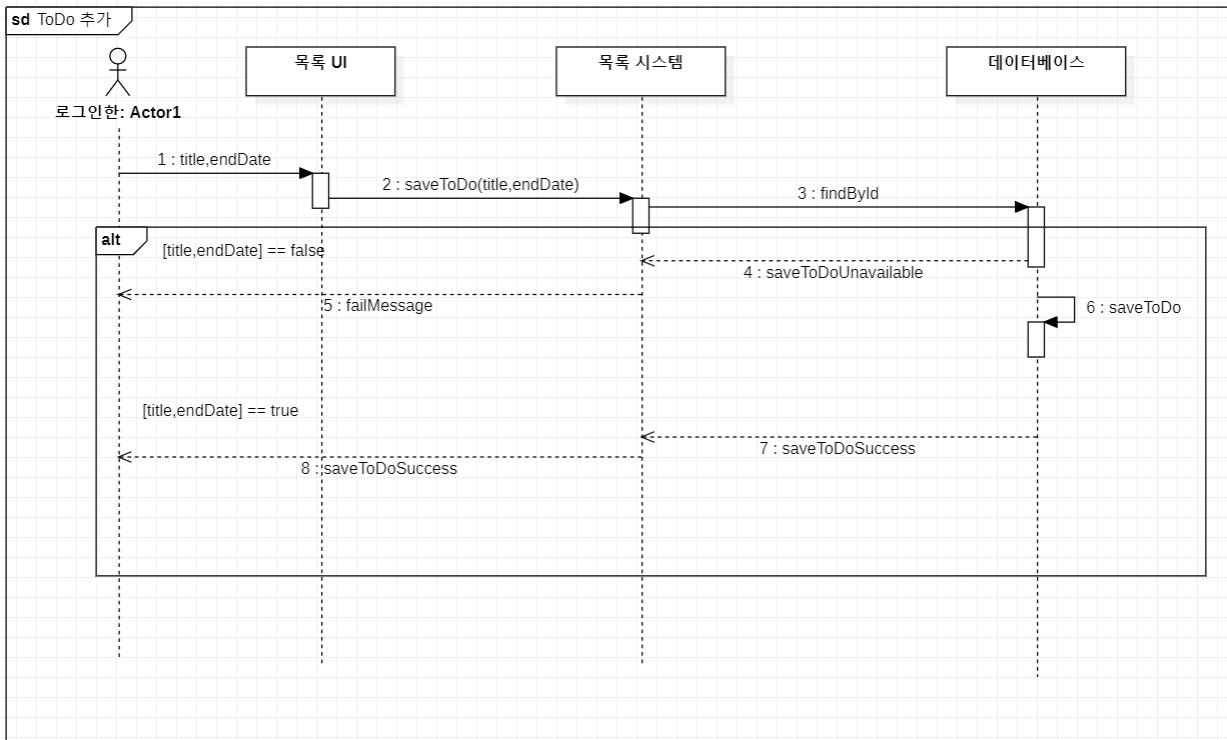 sd ToDo 추가
목록 UI
목록 시스템
데이터베이스
로그인한: Actor1
1 : title,endDate
2 : saveToDo(title,endDate)
3 : findById
alt
[title,endDate] == false
4 : saveToDoUnavailable
5 : failMessage
6 : saveToDo
[title,endDate] == true
7 : saveToDoSuccess
8 : saveToDoSuccess